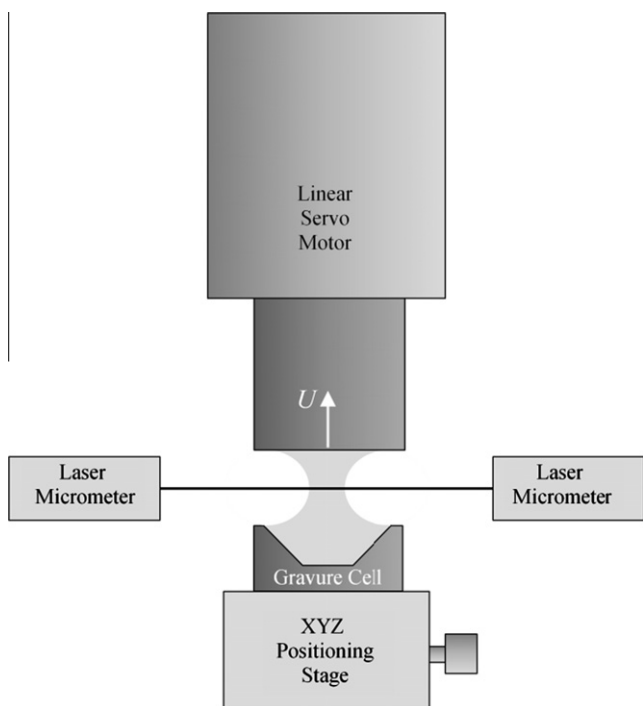 Linear
Servo
Motor
U
Laser
Micrometer
Laser
Micrometer
Gravure Cell
XYZ
Positioning
Stage